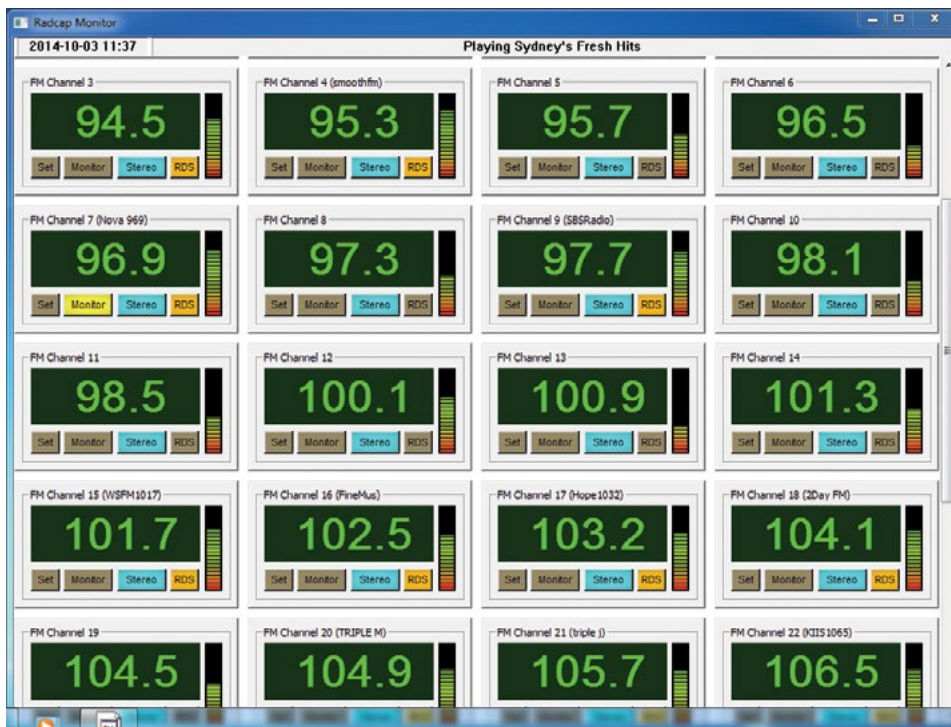 Radcap Monitor
2014-10-03 11:37 Playing Sydney's Fresh Hits
FM Channel 3 FM Channel 4 (smoothfm) FM Channel 5 FM Channel 6
94.5 95.3 95.7 96.5
Set Monitor Stereo RDS Set Monitor Stereo RDS Set Monitor Stereo RDS Set Monitor Stereo RDS
FM Channel 7 (Nova 969) FM Channel 8 FM Channel 9 (SBSRadio) FM Channel 10
96.9 97.3 97.7 98.1
Set Monitor Stereo RDS Set Monitor Stereo RDS Set Monitor Stereo RDS Set Monitor Stereo RDS
FM Channel 11 FM Channel 12 FM Channel 13 FM Channel 14
98.5 100.1 100.9 101.3
Set Monitor Stereo RDS Set Monitor Stereo RDS Set Monitor Stereo RDS Set Monitor Stereo RDS
FM Channel 15 (WSFM1017) FM Channel 16 (FineMus) FM Channel 17 (Hope1032) FM Channel 18 (2Day FM)
101.7 102.5 103.2 104.1
Set Monitor Stereo RDS Set Monitor Stereo RDS Set Monitor Stereo RDS Set Monitor Stereo RDS
FM Channel 19 FM Channel 20 (TRIPLE M) FM Channel 21 (triple j) FM Channel 22 (KIIS1065)
104.5 104.9 105.7 106.5